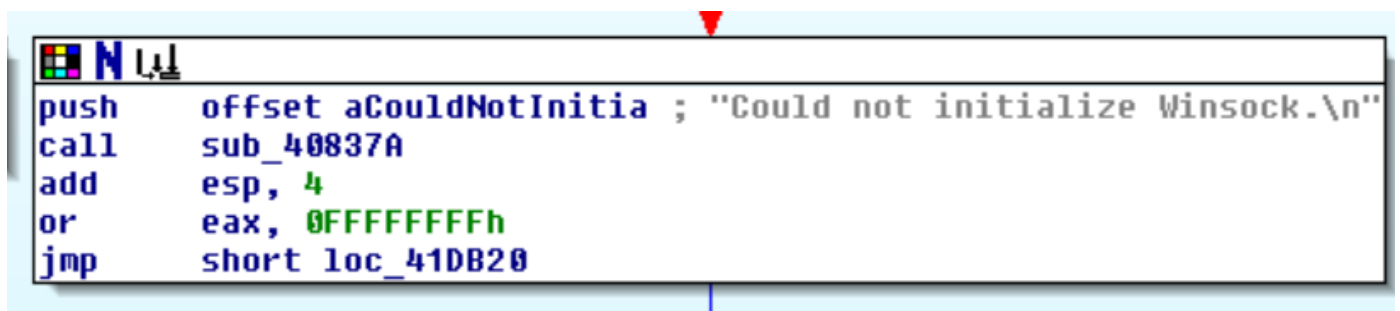 push offset aCouldNotInitia ; "Could not initialize Winsock.\n"
call sub_40837A
add esp, 4
or eax, 0FFFFFFFFh
jmp short loc_41DB20